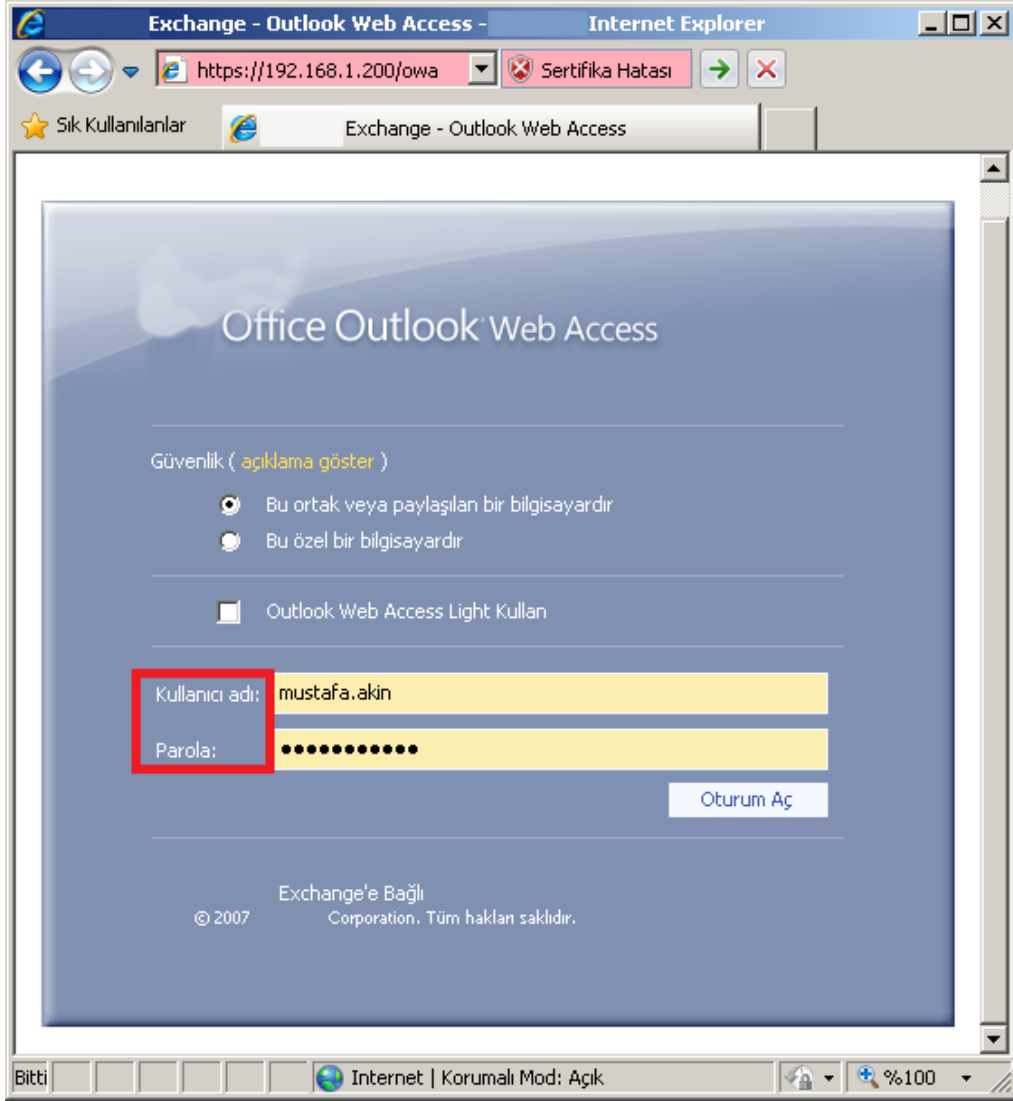 Exchange - Outlook Web Access - Internet Explorer
https://192.168.1.200/owa Sertifika Hatası
Sık Kullanılanlar Exchange - Outlook Web Access
Office Outlook Web Access
Güvenlik ( açıklama göster )
Bu ortak veya paylaşılan bir bilgisayardır
Bu özel bir bilgisayardır
Outlook Web Access Light Kullan
Kullanıcı adı: mustafa.akin
Parola: ●●●●●●●●●●●
Oturum Aç
Exchange'e Bağlı
© 2007 Corporation. Tüm hakları saklıdır.
Bitti Internet | Korumalı Mod: Açık %100